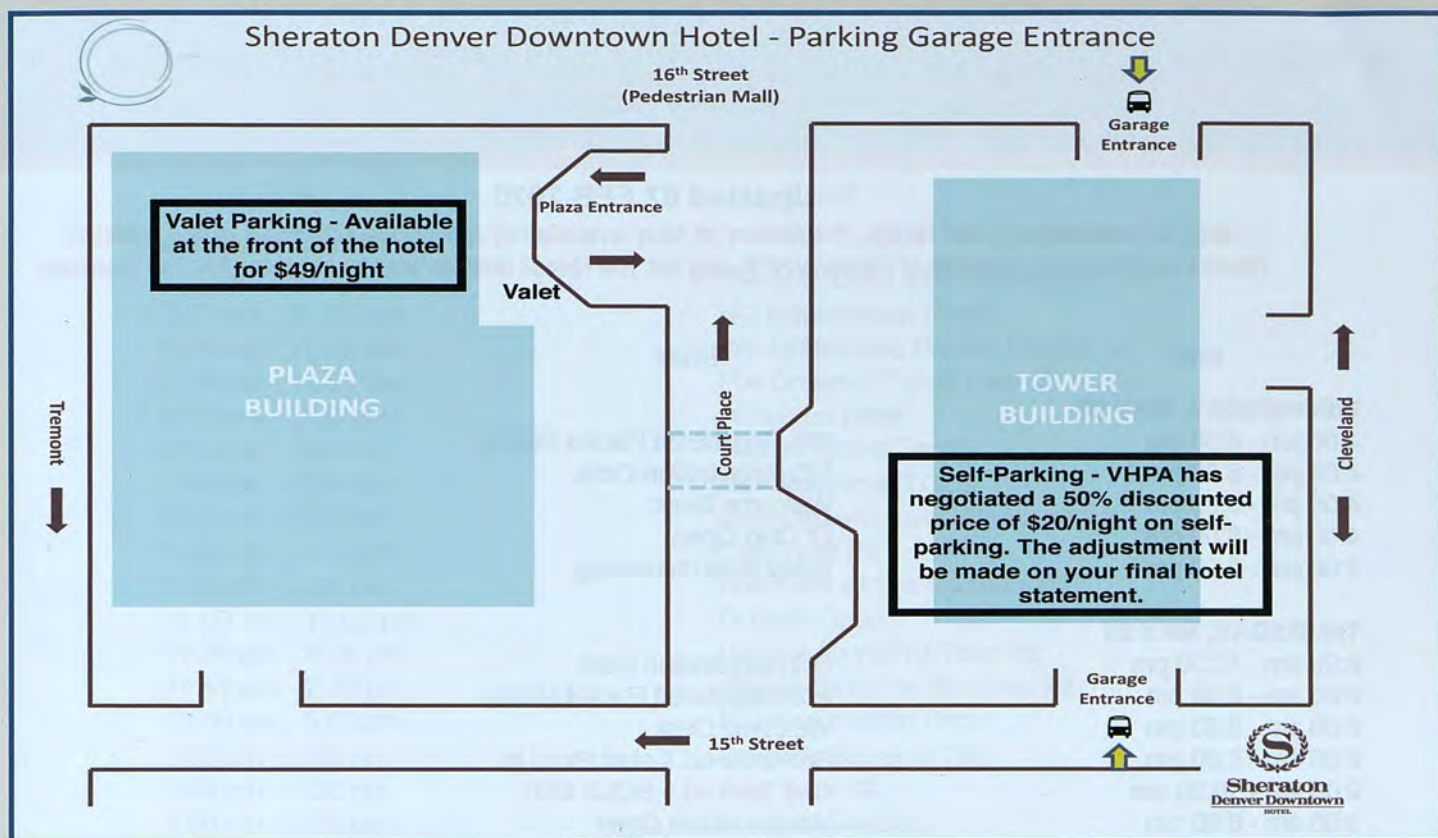 Sheraton Denver Downtown Hotel - Parking Garage Entrance
16th Street
(Pedestrian Mall)
Garage
Entrance
Plaza Entrance
Valet Parking - Available
at the front of the hotel
for $49/night
Valet
PLAZA
BUILDING
TOWER
BUILDING
Tremont
Court Place
Cleveland
Self-Parking - VHPA has
negotiated a 50% discounted
price of $20/night on self-
parking. The adjustment will
be made on your final hotel
statement.
Garage
Entrance
15th Street
S
Sheraton
Denver Downtown
HOTEL